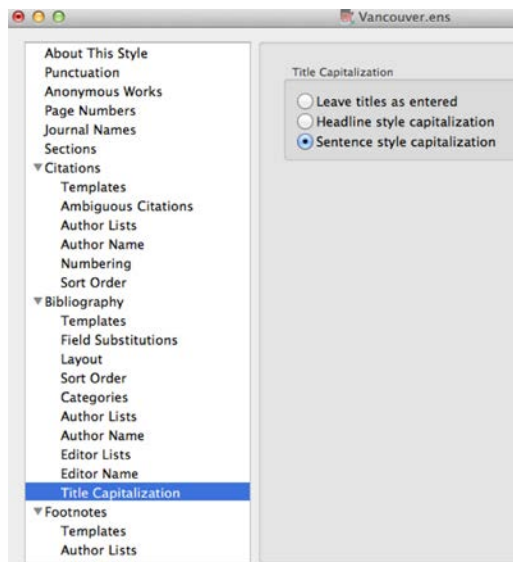 Vancouver.ens
About This Style
Punctuation
Anonymous Works
Page Numbers
Journal Names
Sections
Citations
Templates
Ambiguous Citations
Author Lists
Author Name
Numbering
Sort Order
Bibliography
Templates
Field Substitutions
Layout
Sort Order
Categories
Author Lists
Author Name
Editor Lists
Editor Name
Title Capitalization
Footnotes
Templates
Author Lists
Title Capitalization
Leave titles as entered
Headline style capitalization
Sentence style capitalization